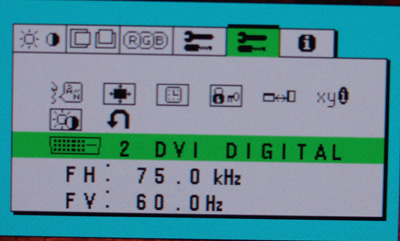 RGB
xy
2 DVI DIGITAL
FH: 75.0 kHz
FV: 60.0Hz